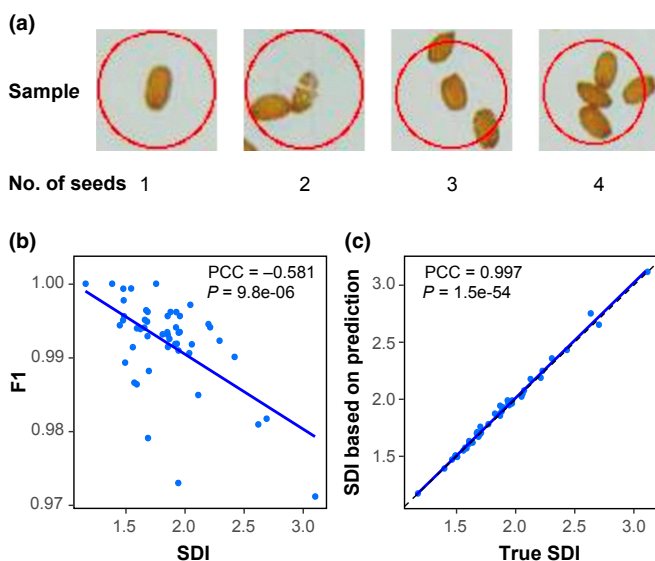 (a)
Sample
No. of seeds 1 2 3 4
(b)
PCC = –0.581
P = 9.8e-06
1.00
0.99
0.98
0.97
F1
1.5 2.0 2.5 3.0
SDI
(c)
PCC = 0.997
P = 1.5e-54
3.0
2.5
2.0
1.5
SDI based on prediction
1.5 2.0 2.5 3.0
True SDI